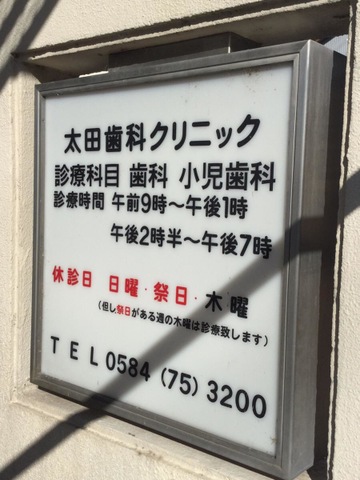 太田歯科クリニック
診療科目 歯科 小児歯科
診療時間 午前9時～午後1時
午後2時半～午後7時
休診日 日曜・祭日・木曜
(但し祭日がある週の木曜は診療致します)
TEL0584(75)3200